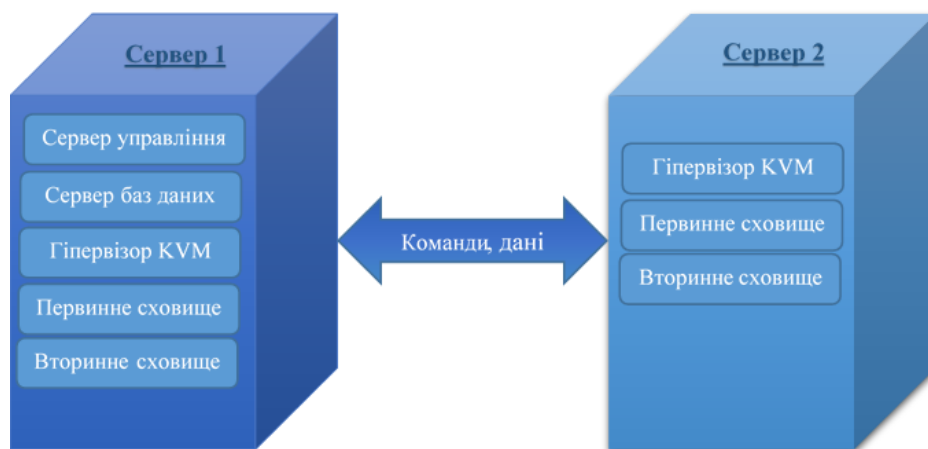 Сервер 1
Сервер управління
Сервер баз даних
Гіпервізор KVM
Первинне сховище
Вторинне сховище
Команди, дані
Сервер 2
Гіпервізор KVM
Первинне сховище
Вторинне сховище